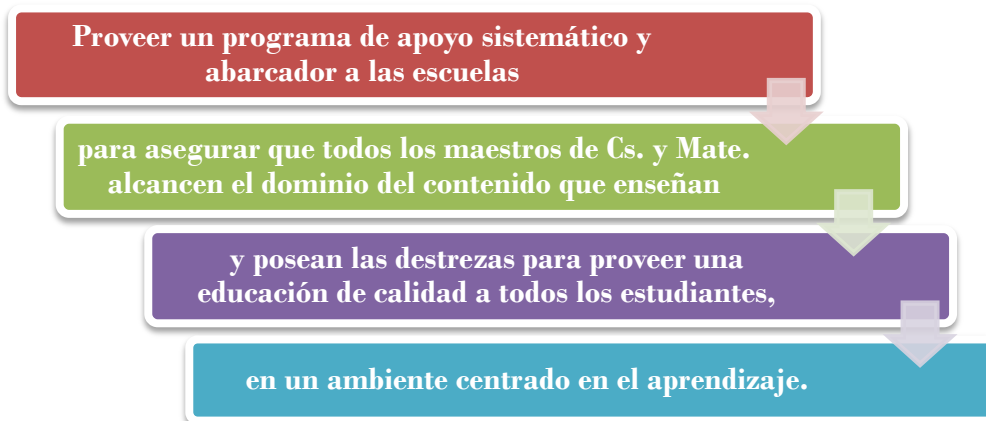 Proveer un programa de apoyo sistemático y
abarcador a las escuelas
para asegurar que todos los maestros de Cs. y Mate.
alcancen el dominio del contenido que enseñan
y posean las destrezas para proveer una
educación de calidad a todos los estudiantes,
en un ambiente centrado en el aprendizaje.